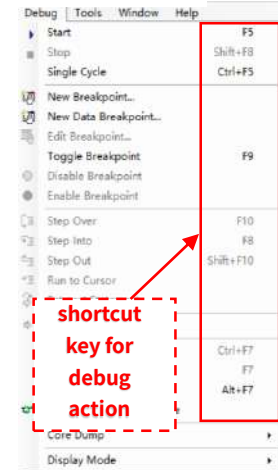 Debug Tools Window Help
Start F5
Stop Shift+F8
Single Cycle Ctrl+F5
New Breakpoint...
New Data Breakpoint...
Edit Breakpoint...
Toggle Breakpoint F9
Disable Breakpoint
Enable Breakpoint
Step Over F10
Step Into F8
Step Out Shift+F10
Run to Cursor
shortcut
key for
debug
action
Ctrl+F7
F7
Alt+F7
Core Dump
Display Mode